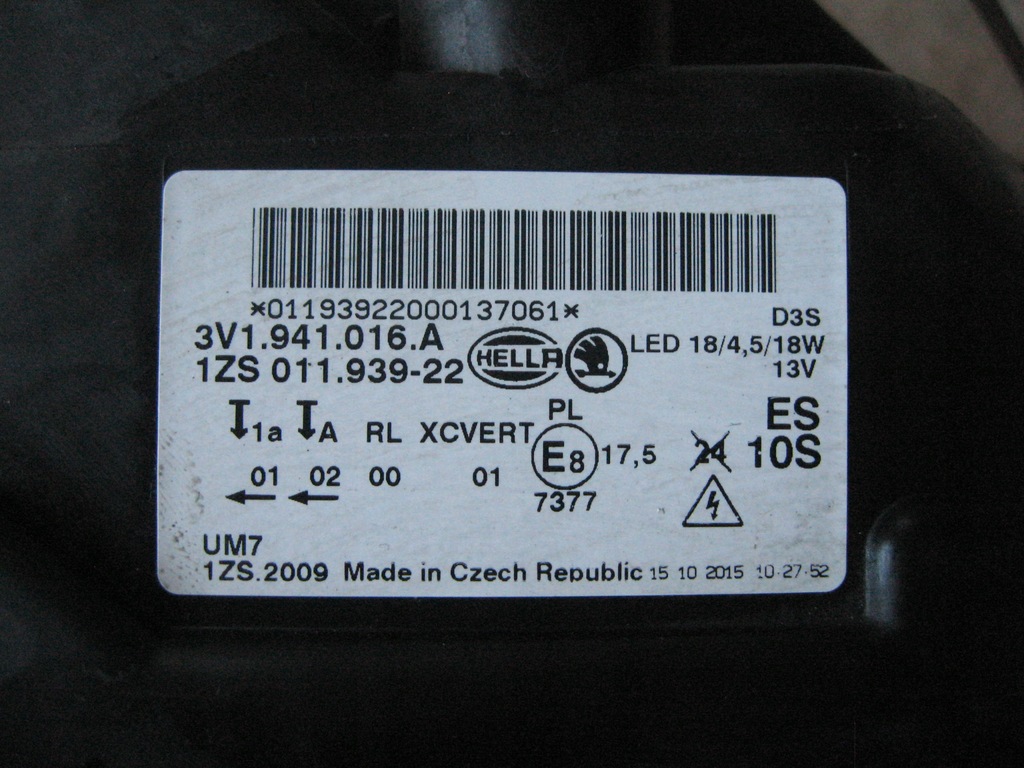 *011939220001370​61*
3V1.941.016.A
1ZS 011.939-22
HELLA
D3S
LED 18/4,5/18W
13V
1a A RL XCVERT
PL
ES
E8 17,5 24 10S
01 02 00 01
7377
UM7
1ZS.2009 Made in Czech Republic 15 10 2015 10·27·52